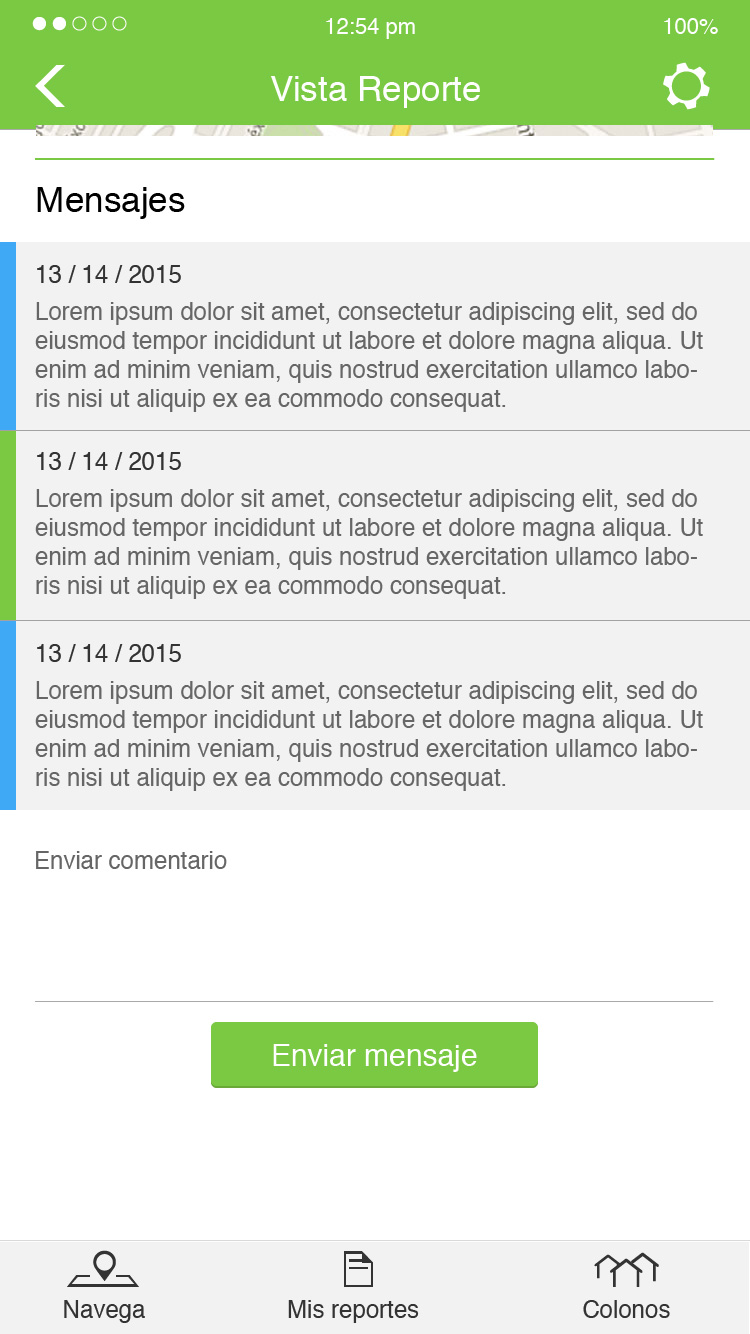 12:54 pm
100%
Vista Reporte
Mensajes
13 / 14 / 2015
Lorem ipsum dolor sit amet, consectetur adipiscing elit, sed do
eiusmod tempor incididunt ut labore et dolore magna aliqua. Ut
enim ad minim veniam, quis nostrud exercitation ullamco labo-
ris nisi ut aliquip ex ea commodo consequat.
13 / 14 / 2015
Lorem ipsum dolor sit amet, consectetur adipiscing elit, sed do
eiusmod tempor incididunt ut labore et dolore magna aliqua. Ut
enim ad minim veniam, quis nostrud exercitation ullamco labo-
ris nisi ut aliquip ex ea commodo consequat.
13 / 14 / 2015
Lorem ipsum dolor sit amet, consectetur adipiscing elit, sed do
eiusmod tempor incididunt ut labore et dolore magna aliqua. Ut
enim ad minim veniam, quis nostrud exercitation ullamco labo-
ris nisi ut aliquip ex ea commodo consequat.
Enviar comentario
Enviar mensaje
Navega
Mis reportes
Colonos